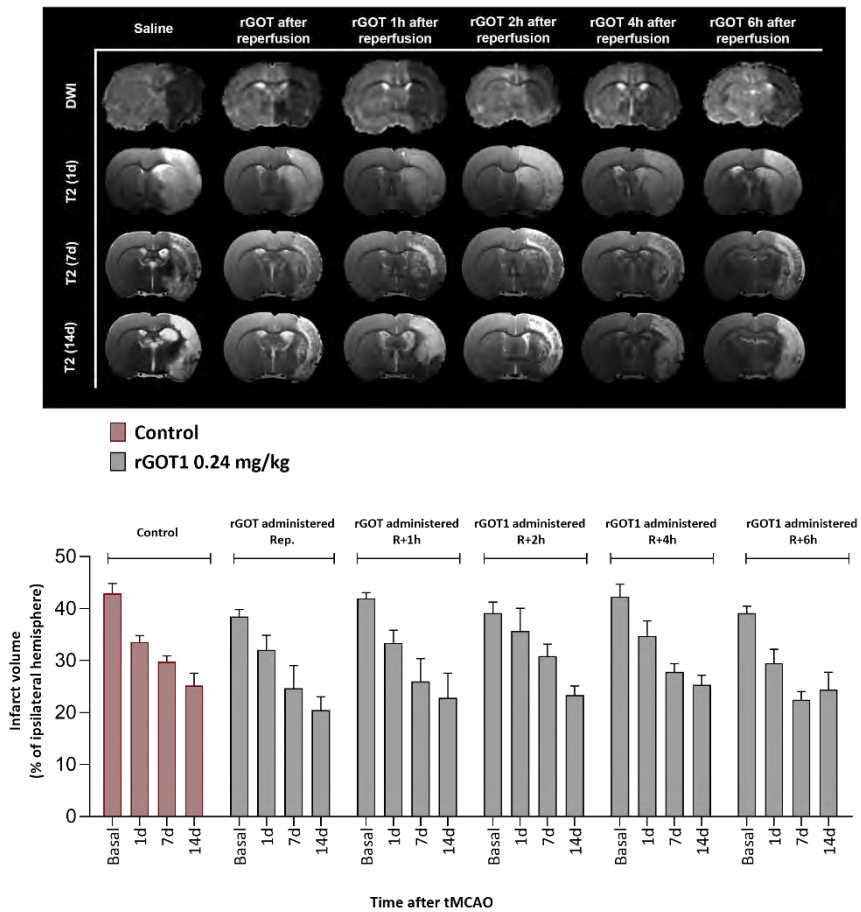 Saline
rGOT after
reperfusion
rGOT 1h after
reperfusion
rGOT 2h after
reperfusion
rGOT 4h after
reperfusion
rGOT 6h after
reperfusion
DWI
T2 (1d)
T2 (7d)
T2 (14d)
Control
rGOT1 0.24 mg/kg
Control
rGOT administered
Rep.
rGOT administered
R+1h
rGOT1 administered
R+2h
rGOT1 administered
R+4h
rGOT1 administered
R+6h
Infarct volume
(% of ipsilateral hemisphere)
50
40
30
20
10
0
Basal
1d
7d
14d
Basal
1d
7d
14d
Basal
1d
7d
14d
Basal
1d
7d
14d
Basal
1d
7d
14d
Basal
1d
7d
14d
Time after tMCAO